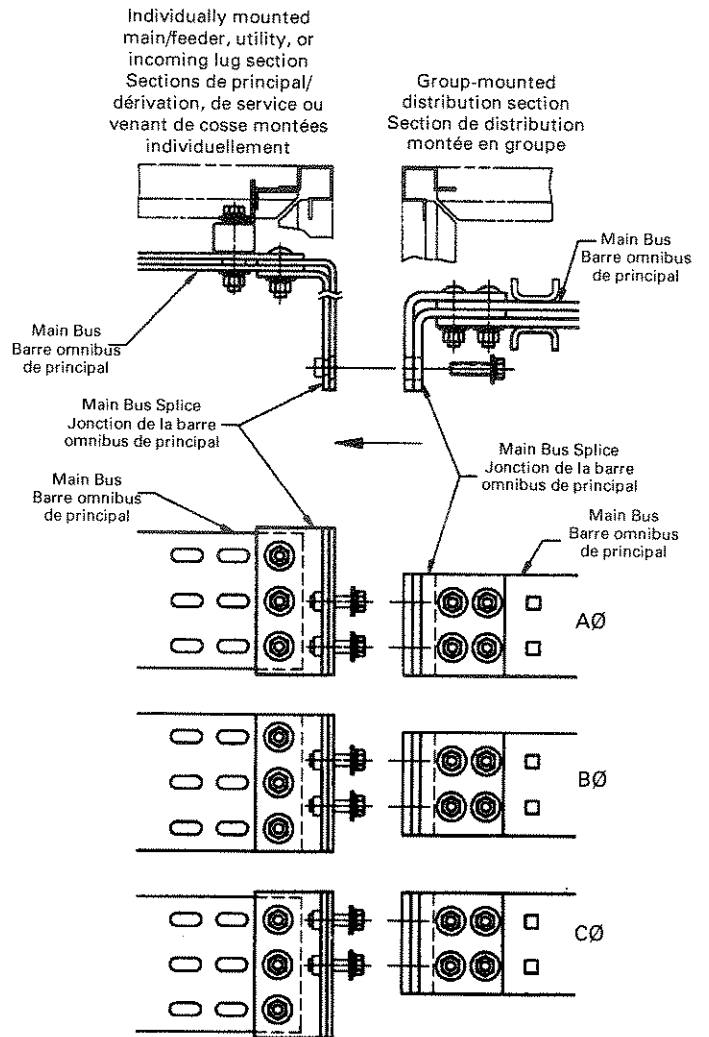 Individually mounted
main/feeder, utility, or
incoming lug section
Sections de principal/
dérivation, de service ou
venant de cosse montées
individuellement
Group-mounted
distribution section
Section de distribution
montée en groupe
Main Bus
Barre omnibus
de principal
Main Bus
Barre omnibus
de principal
Main Bus Splice
Jonction de la barre
omnibus de principal
Main Bus Splice
Jonction de la barre
omnibus de principal
Main Bus
Barre omnibus
de principal
Main Bus
Barre omnibus
de principal
AØ
BØ
CØ